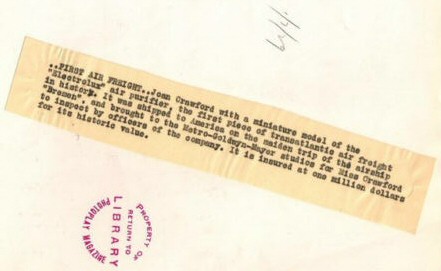 ..FIRST AIR FREIGHT..Joan Crawford with a miniature model of the
"Electrolux" air purifier, the first piece of transatlantic air freight
in history. It was shipped to America on the maiden trip of the airship
"Bremen", and brought to the Metro-Goldwyn-Mayer studios for Miss Crawford
to inspect by officers of the company. It is insured at one million dollars
for its historic value.
PROPERTY OF
RETURN TO
LIBRARY
PHOTOPLAY MAGAZINE